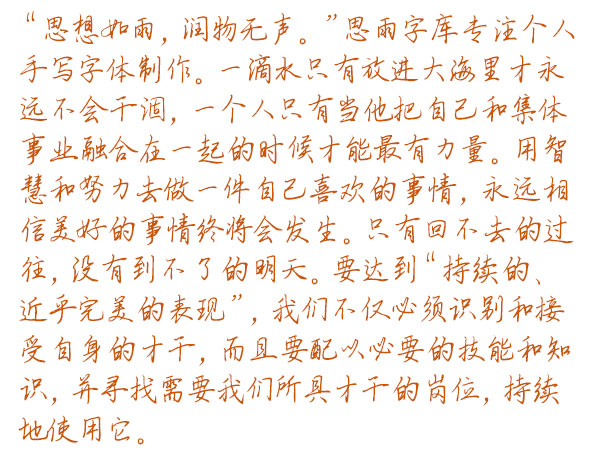 “思想如雨，润物无声。”思雨字库专注个人
手写字体制作。一滴水只有放进大海里才永
远不会干涸，一个人只有当他把自己和集体
事业融合在一起的时候才能最有力量。用智
慧和努力去做一件自己喜欢的事情，永远相
信美好的事情终将会发生。只有回不去的过
往，没有到不了的明天。要达到“持续的、
近乎完美的表现”，我们不仅必须识别和接
受自身的才干，而且要配以必要的技能和知
识，并寻找需要我们所具才干的岗位，持续
地使用它。